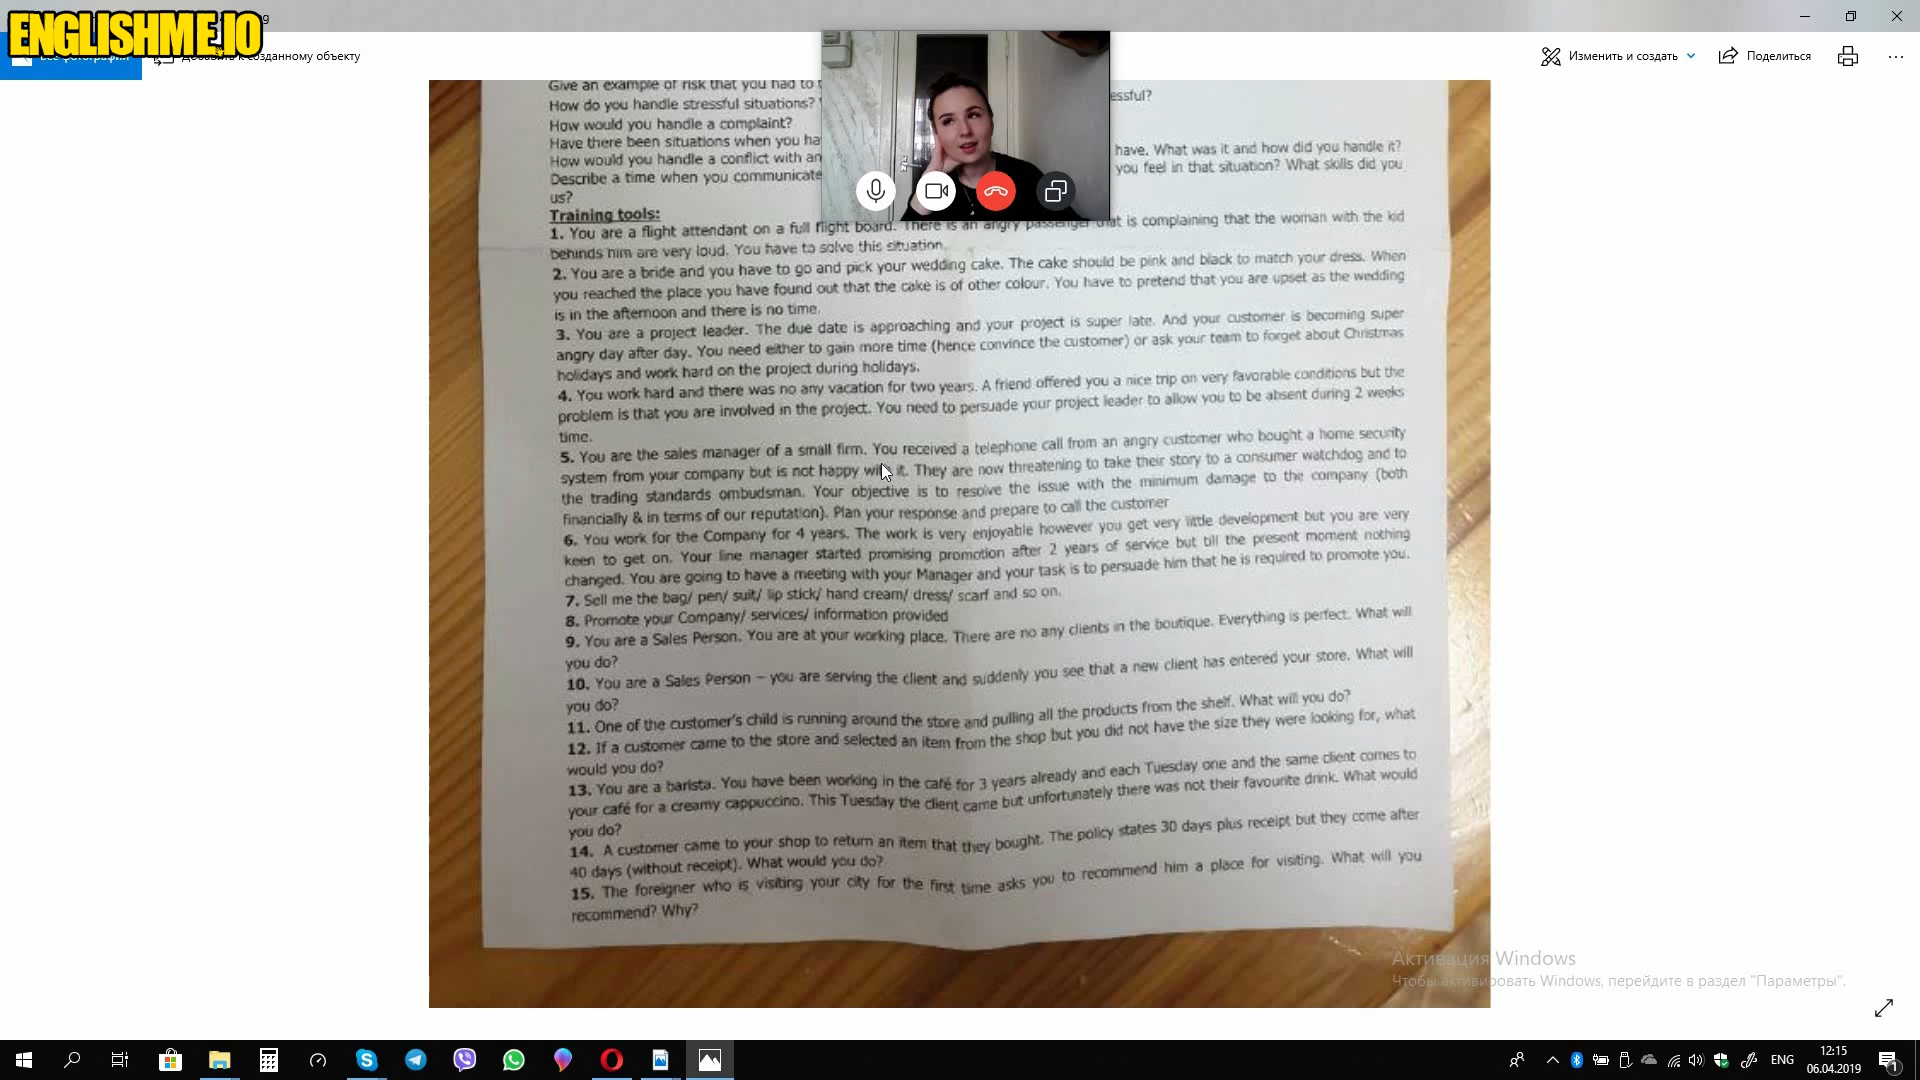 ENGLISHME.IO
Добавить к созданному объекту
Изменить и создать
Поделиться
Give an example of risk that you had to
essful?
How do you handle stressful situations?
How would you handle a complaint?
Have there been situations when you ha
have. What was it and how did you handle it?
How would you handle a conflict with an
you feel in that situation? What skills did you
Describe a time when you communicate
us?
Training tools:
1. You are a flight attendant on a full flight board. There is an angry passenger that is complaining that the woman with the kid
behinds him are very loud. You have to solve this situation.
2. You are a bride and you have to go and pick your wedding cake. The cake should be pink and black to match your dress. When
you reached the place you have found out that the cake is of other colour. You have to pretend that you are upset as the wedding
is in the afternoon and there is no time.
3. You are a project leader. The due date is approaching and your project is super late. And your customer is becoming super
angry day after day. You need either to gain more time (hence convince the customer) or ask your team to forget about Christmas
holidays and work hard on the project during holidays.
4. You work hard and there was no any vacation for two years. A friend offered you a nice trip on very favorable conditions but the
problem is that you are involved in the project. You need to persuade your project leader to allow you to be absent during 2 weeks
time.
5. You are the sales manager of a small firm. You received a telephone call from an angry customer who bought a home security
system from your company but is not happy with it. They are now threatening to take their story to a consumer watchdog and to
the trading standards ombudsman. Your objective is to resolve the issue with the minimum damage to the company (both
financially & in terms of our reputation). Plan your response and prepare to call the customer
6. You work for the Company for 4 years. The work is very enjoyable however you get very little development but you are very
keen to get on. Your line manager started promising promotion after 2 years of service but till the present moment nothing
changed. You are going to have a meeting with your Manager and your task is to persuade him that he is required to promote you.
7. Sell me the bag/ pen/ suit/ lip stick/ hand cream/ dress/ scarf and so on.
8. Promote your Company/ services/ information provided
9. You are a Sales Person. You are at your working place. There are no any clients in the boutique. Everything is perfect. What will
you do?
10. You are a Sales Person – you are serving the client and suddenly you see that a new client has entered your store. What will
you do?
11. One of the customer's child is running around the store and pulling all the products from the shelf. What will you do?
12. If a customer came to the store and selected an item from the shop but you did not have the size they were looking for, what
would you do?
13. You are a barista. You have been working in the café for 3 years already and each Tuesday one and the same client comes to
your café for a creamy cappuccino. This Tuesday the client came but unfortunately there was not their favourite drink. What would
you do?
14. A customer came to your shop to return an item that they bought. The policy states 30 days plus receipt but they come after
40 days (without receipt). What would you do?
15. The foreigner who is visiting your city for the first time asks you to recommend him a place for visiting. What will you
recommend? Why?
Активация Windows
Чтобы активировать Windows, перейдите в раздел "Параметры".
ENG
12:15
06.04.2019
1